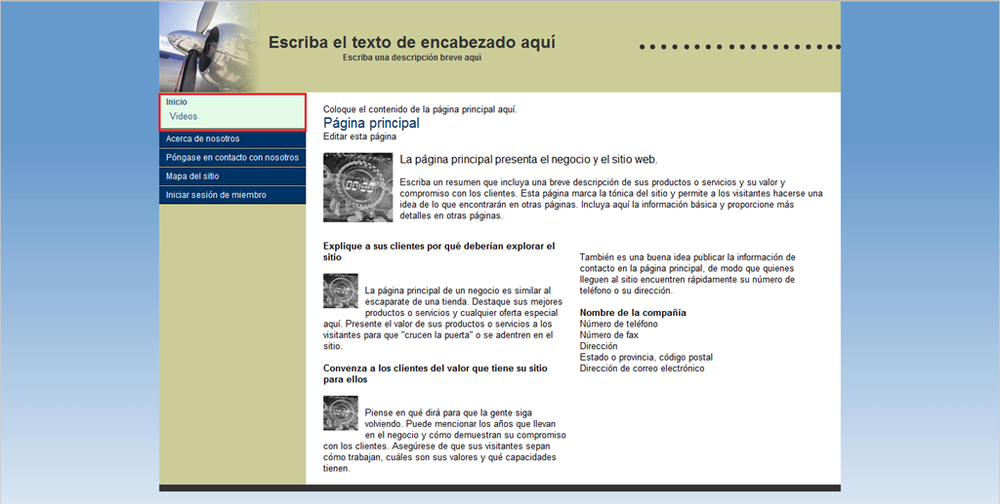 Escriba el texto de encabezado aquí
Escriba una descripción breve aquí
Inicio
Videos
Acerca de nosotros
Póngase en contacto con nosotros
Mapa del sitio
Iniciar sesión de miembro
Coloque el contenido de la página principal aquí.
Página principal
Editar esta página
La página principal presenta el negocio y el sitio web.
Escriba un resumen que incluya una breve descripción de sus productos o servicios y su valor y
compromiso con los clientes. Esta página marca la tónica del sitio y permite a los visitantes hacerse una
idea de lo que encontrarán en otras páginas. Incluya aquí la información básica y proporcione más
detalles en otras páginas.
Explique a sus clientes por qué deberían explorar el
sitio
La página principal de un negocio es similar al
escaparate de una tienda. Destaque sus mejores
productos o servicios y cualquier oferta especial
aquí. Presente el valor de sus productos o servicios a los
visitantes para que "crucen la puerta" o se adentren en el
sitio.
Convenza a los clientes del valor que tiene su sitio
para ellos
Piense en qué dirá para que la gente siga
volviendo. Puede mencionar los años que llevan
en el negocio y cómo demuestran su compromiso
con los clientes. Asegúrese de que sus visitantes sepan
cómo trabajan, cuáles son sus valores y qué capacidades
tienen.
También es una buena idea publicar la información de
contacto en la página principal, de modo que quienes
lleguen al sitio encuentren rápidamente su número de
teléfono o su dirección.
Nombre de la compañía
Número de teléfono
Número de fax
Dirección
Estado o provincia, código postal
Dirección de correo electrónico